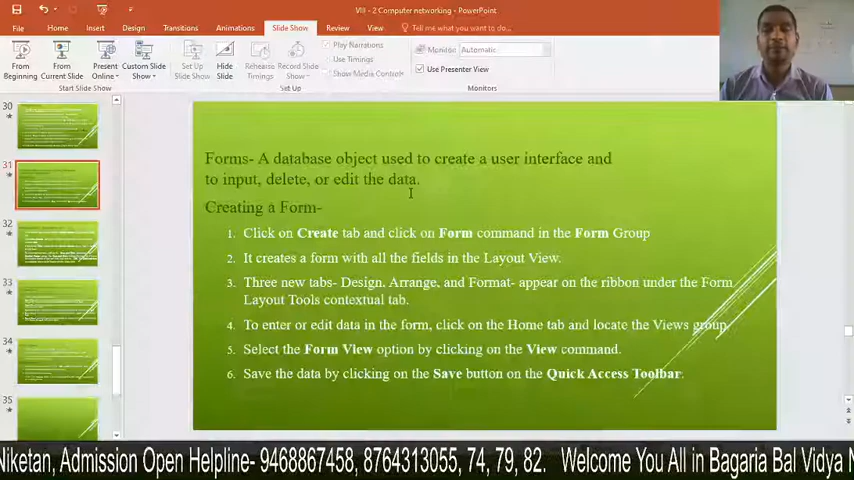 VIII - 2 Computer networking - PowerPoint
File Home Insert Design Transitions Animations Slide Show Review View Tell me what you want to do...
From Beginning
From Current Slide
Present Online
Custom Slide Show
Start Slide Show
Set Up Slide Show
Hide Slide
Rehearse Timings
Record Slide Show
Play Narrations
Use Timings
Show Media Controls
Set Up
Monitor: Automatic
Use Presenter View
Monitors
30
31
32
33
34
35
Forms- A database object used to create a user interface and
to input, delete, or edit the data.
Creating a Form-
1. Click on Create tab and click on Form command in the Form Group
2. It creates a form with all the fields in the Layout View.
3. Three new tabs- Design, Arrange, and Format- appear on the ribbon under the Form
Layout Tools contextual tab.
4. To enter or edit data in the form, click on the Home tab and locate the Views group.
5. Select the Form View option by clicking on the View command.
6. Save the data by clicking on the Save button on the Quick Access Toolbar.
Niketan, Admission Open Helpline- 9468867458, 8764313055, 74, 79, 82. Welcome You All in Bagaria Bal Vidya N